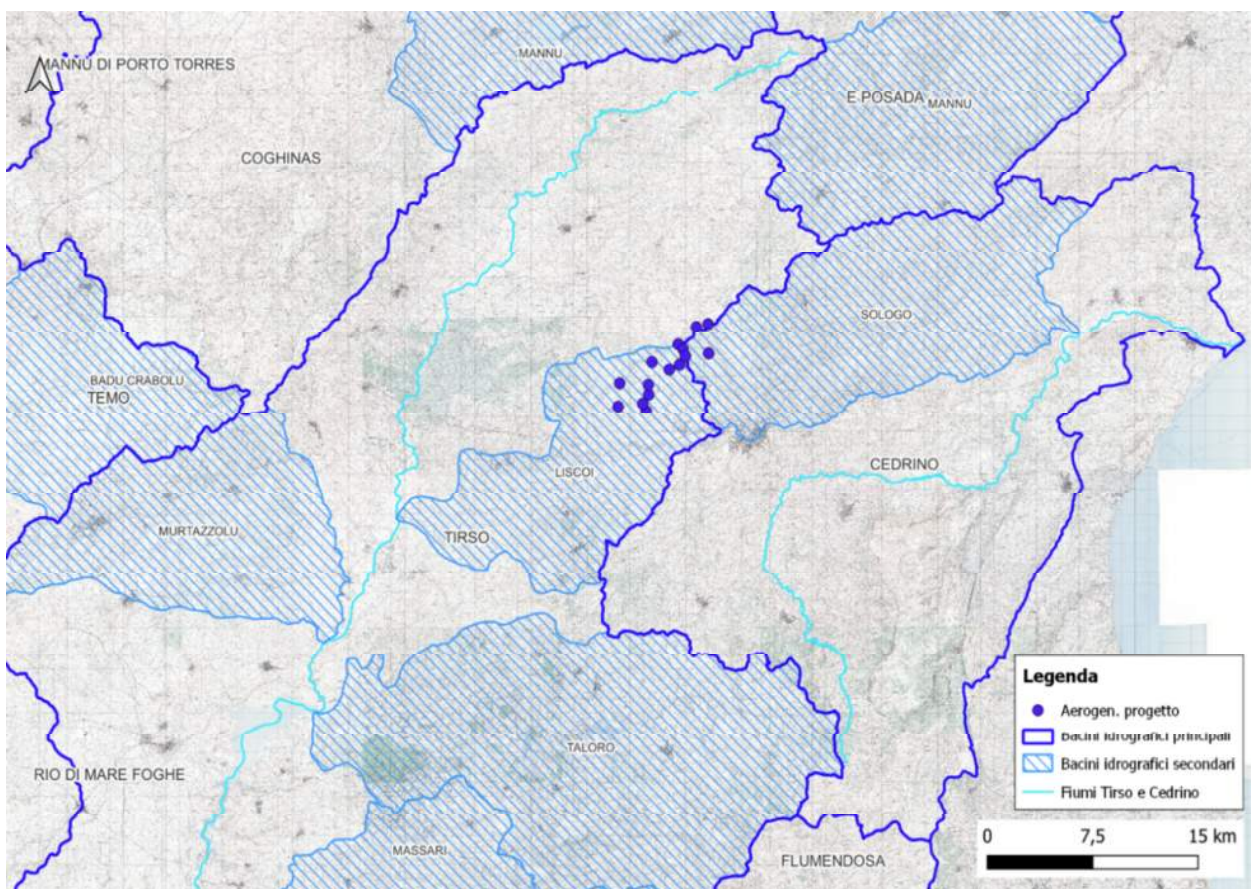 MANNU
MANNU DI PORTO TORRES
E POSADA MANNU
COGHINAS
SOLOGO
BADU CRABOLU
TEMO
CEDRINO
LISCOI
MURTAZZOLU
TIRSO
Legenda
Aerogen. progetto
Bacini idrografici principali
Bacini idrografici secondari
Fiumi Tirso e Cedrino
TALORO
RIO DI MARE FOGHE
0 7,5 15 km
MASSARI
FLUMENDOSA